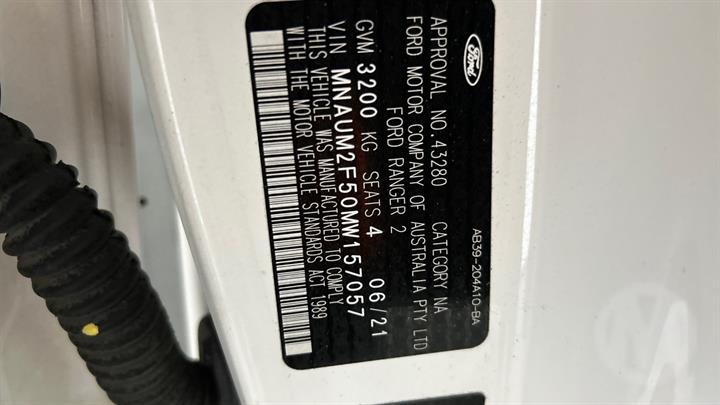 Ford
APPROVAL NO. 43280 CATEGORY NA
FORD MOTOR COMPANY OF AUSTRALIA PTY LTD
FORD RANGER 2
GVM 3200 KG SEATS 4 06/21
VIN MNAUM2F50MW157057
THIS VEHICLE WAS MANUFACTURED TO COMPLY
WITH THE MOTOR VEHICLE STANDARDS ACT 1989
AB39-204A10-BA